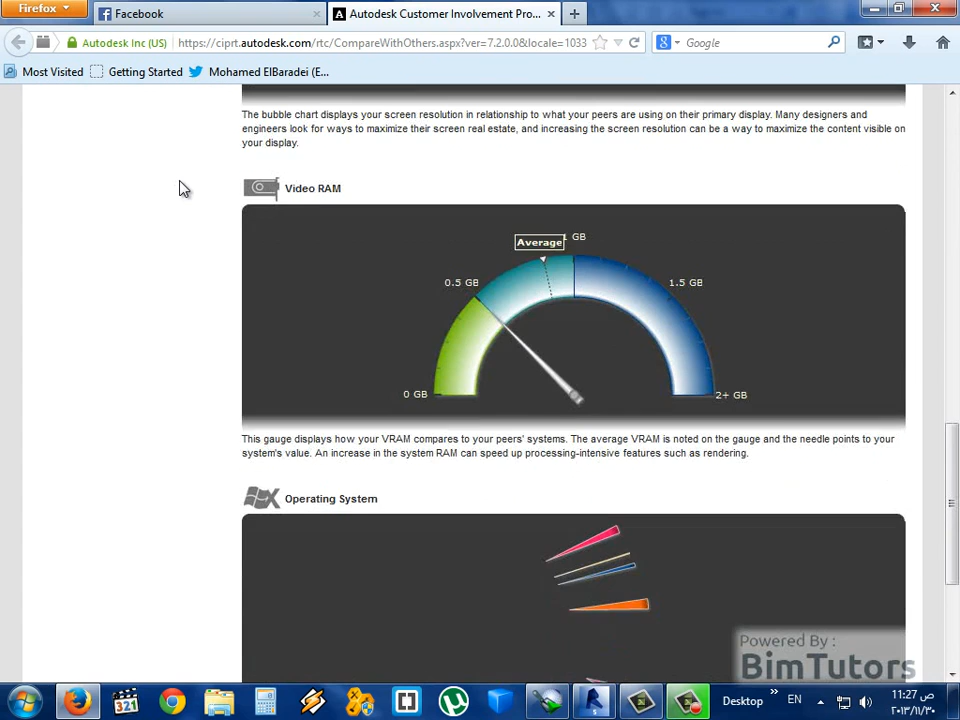 Firefox
Facebook
Autodesk Customer Involvement Pro...
Autodesk Inc (US)
https://ciprt.autodesk.com/rtc/CompareWithOthers.aspx?ver=7.2.0.0&locale=1033
Google
Most Visited
Getting Started
Mohamed ElBaradei (E...
The bubble chart displays your screen resolution in relationship to what your peers are using on their primary display. Many designers and
engineers look for ways to maximize their screen real estate, and increasing the screen resolution can be a way to maximize the content visible on
your display.
Video RAM
Average
1 GB
0.5 GB
1.5 GB
0 GB
2+ GB
This gauge displays how your VRAM compares to your peers' systems. The average VRAM is noted on the gauge and the needle points to your
system's value. An increase in the system RAM can speed up processing-intensive features such as rendering.
Operating System
Powered By :
BimTutors
321
Desktop
EN
11:27 ص
٢٠١٣/١١/٣٠